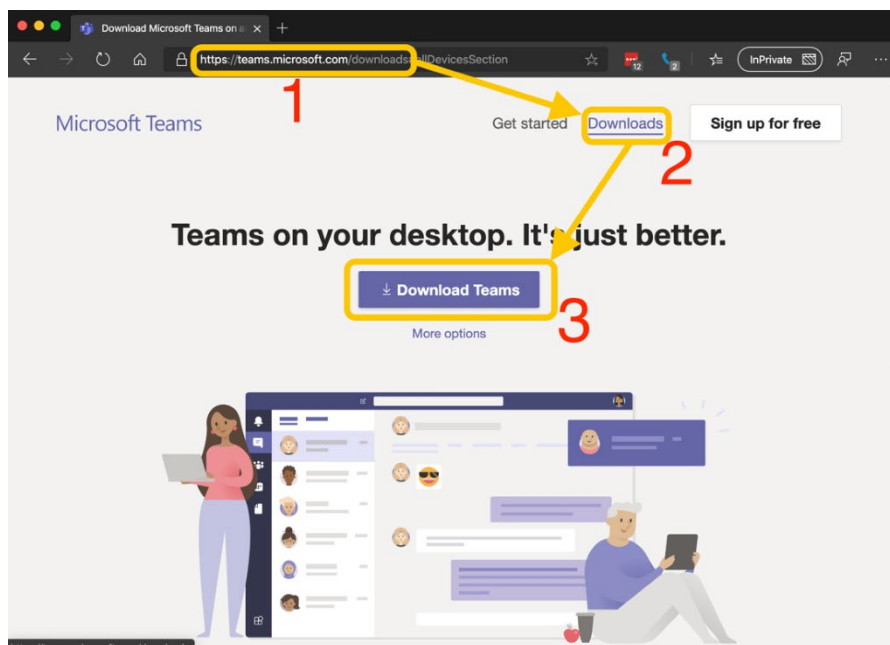 Download Microsoft Teams on a
https://teams.microsoft.com/downloads
DevicesSection
12
2
InPrivate
1
Microsoft Teams
Get started
Downloads
Sign up for free
2
Teams on your desktop. It's just better.
Download Teams
3
More options